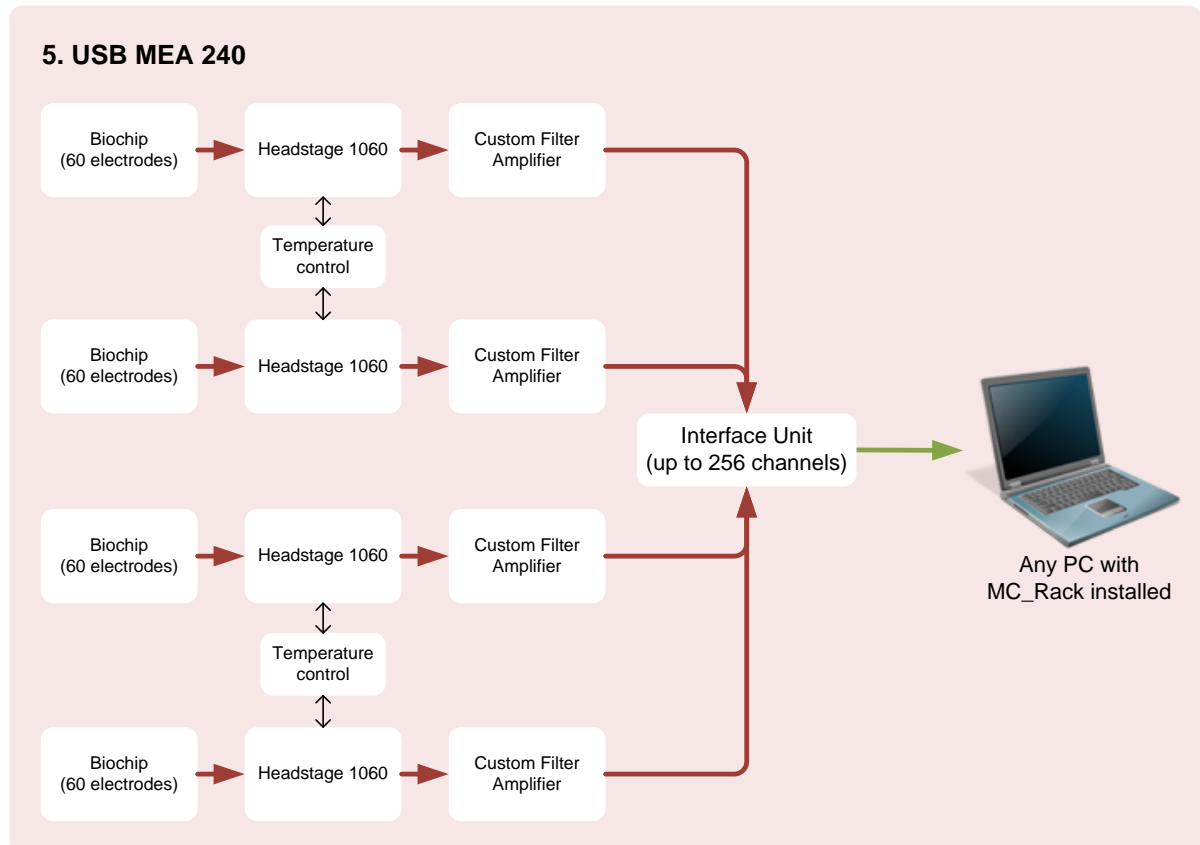 5. USB MEA 240
Biochip
(60 electrodes)
Headstage 1060
Custom Filter
Amplifier
Temperature
control
Biochip
(60 electrodes)
Headstage 1060
Custom Filter
Amplifier
Interface Unit
(up to 256 channels)
Any PC with
MC_Rack installed
Biochip
(60 electrodes)
Headstage 1060
Custom Filter
Amplifier
Temperature
control
Biochip
(60 electrodes)
Headstage 1060
Custom Filter
Amplifier